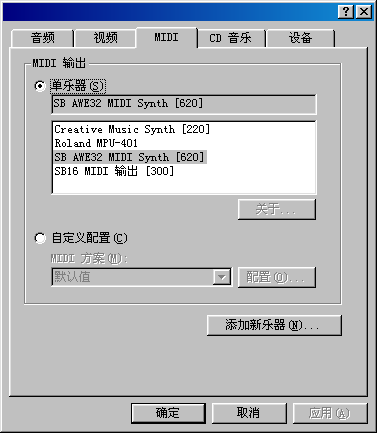 音频 视频 MIDI CD 音乐 设备
MIDI 输出
单乐器(S)
SB AWE32 MIDI Synth [620]
Creative Music Synth [220]
Roland MPU-401
SB AWE32 MIDI Synth [620]
SB16 MIDI 输出 [300]
关于...
自定义配置(C)
MIDI 方案(M):
默认值 配置(O)...
添加新乐器(N)...
确定 取消 应用(A)